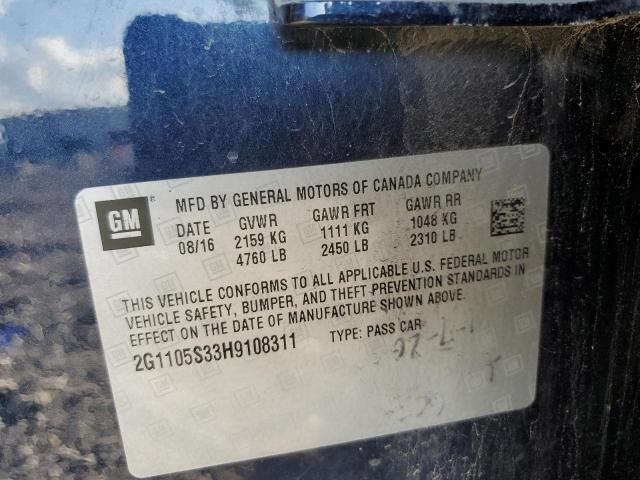 GM
MFD BY GENERAL MOTORS OF CANADA COMPANY
DATE GVWR GAWR FRT GAWR RR
08/16 2159 KG 1111 KG 1048 KG
4760 LB 2450 LB 2310 LB
THIS VEHICLE CONFORMS TO ALL APPLICABLE U.S. FEDERAL MOTOR
VEHICLE SAFETY, BUMPER, AND THEFT PREVENTION STANDARDS IN
EFFECT ON THE DATE OF MANUFACTURE SHOWN ABOVE.
2G1105S33H9108311 TYPE: PASS CAR